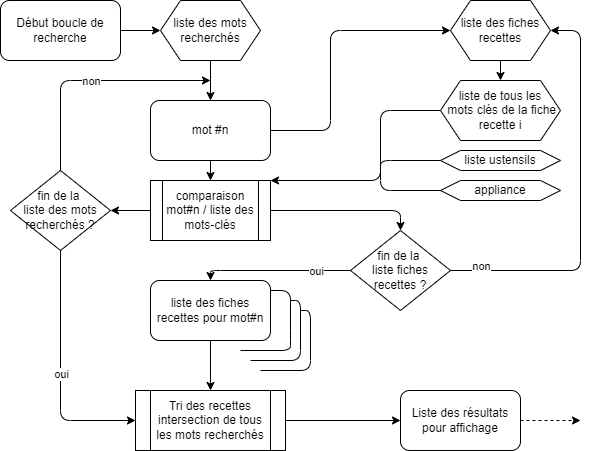 Début boucle de
recherche
liste des mots
recherchés
liste des fiches
recettes
non
liste de tous les
mots clés de la fiche
recette i
mot #n
liste ustensils
appliance
fin de la
liste des mots
recherchés ?
comparaison
mot#n / liste des
mots-clés
fin de la
liste fiches
recettes ?
non
oui
liste des fiches
recettes pour mot#n
oui
Tri des recettes
intersection de tous
les mots recherchés
Liste des résultats
pour affichage